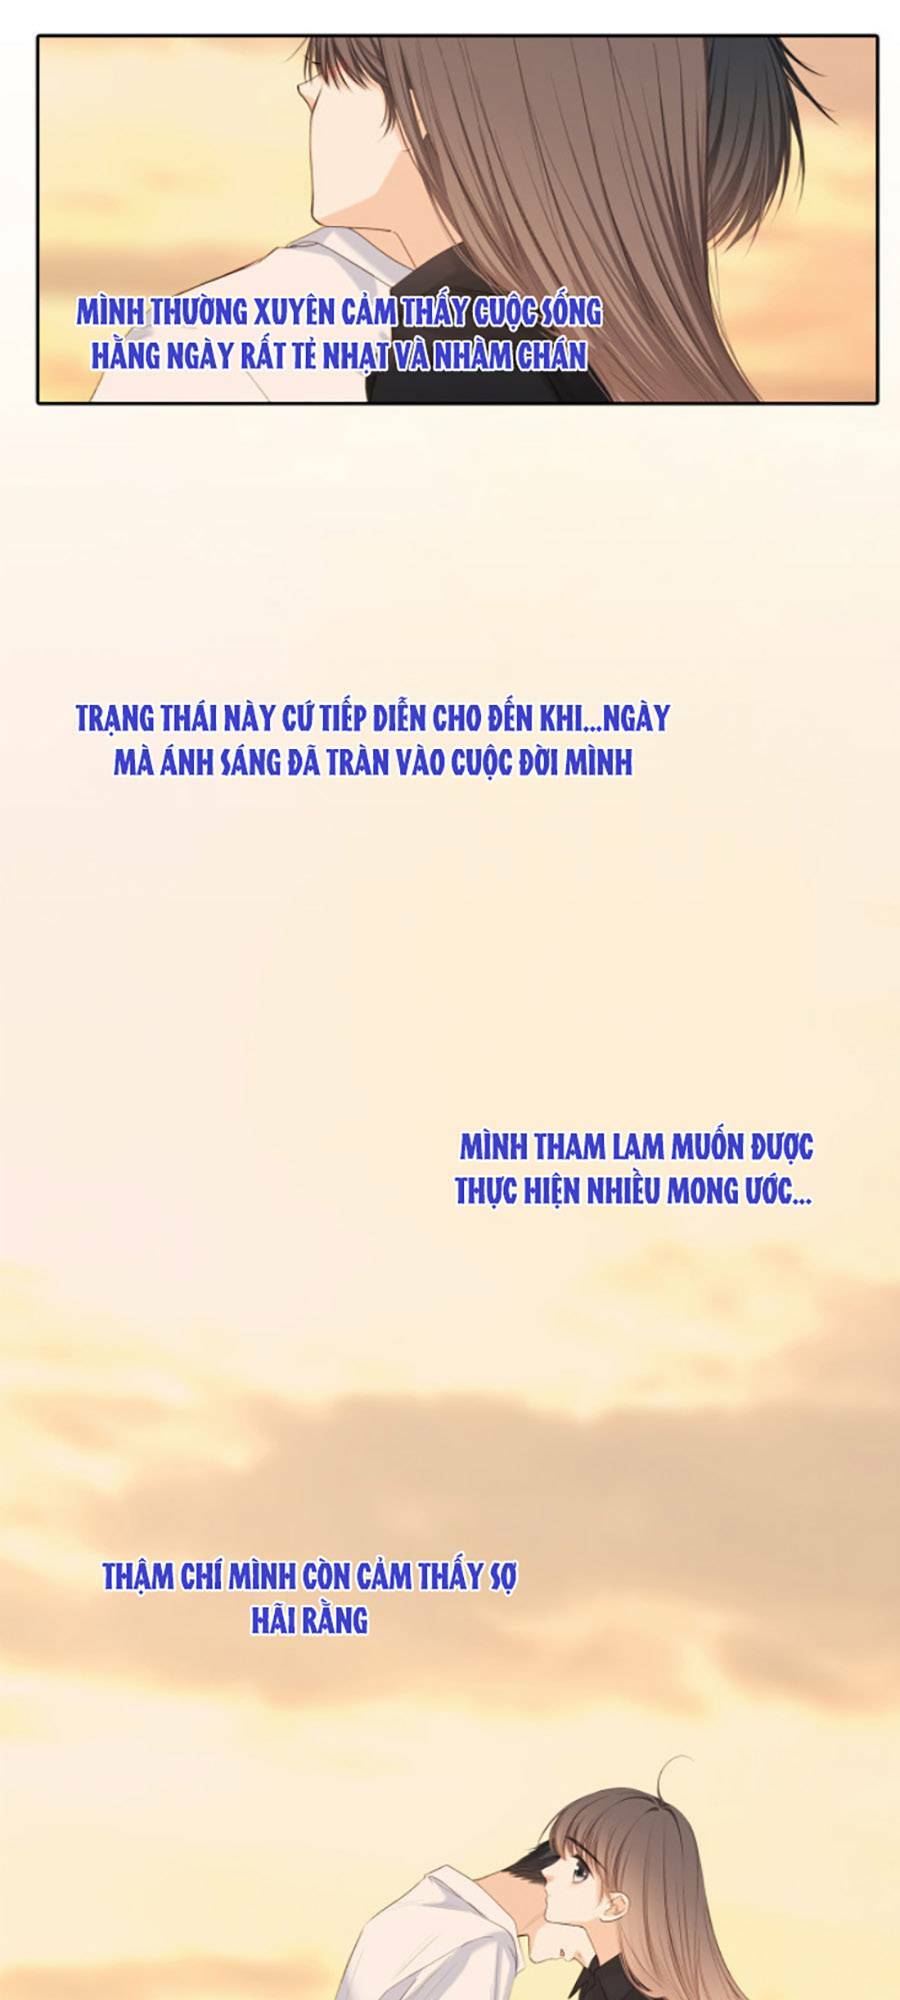 MÌNH THƯỜNG XUYÊN CẢM THẤY CUỘC SỐNG
HẰNG NGÀY RẤT TẺ NHẠT VÀ NHÀM CHÁN
TRẠNG THÁI NÀY CỨ TIẾP DIỄN CHO ĐẾN KHI...NGÀY
MÀ ÁNH SÁNG ĐÃ TRÀN VÀO CUỘC ĐỜI MÌNH
MÌNH THAM LAM MUỐN ĐƯỢC
THỰC HIỆN NHIỀU MONG ƯỚC...
THẬM CHÍ MÌNH CÒN CẢM THẤY SỢ
HÃI RẰNG